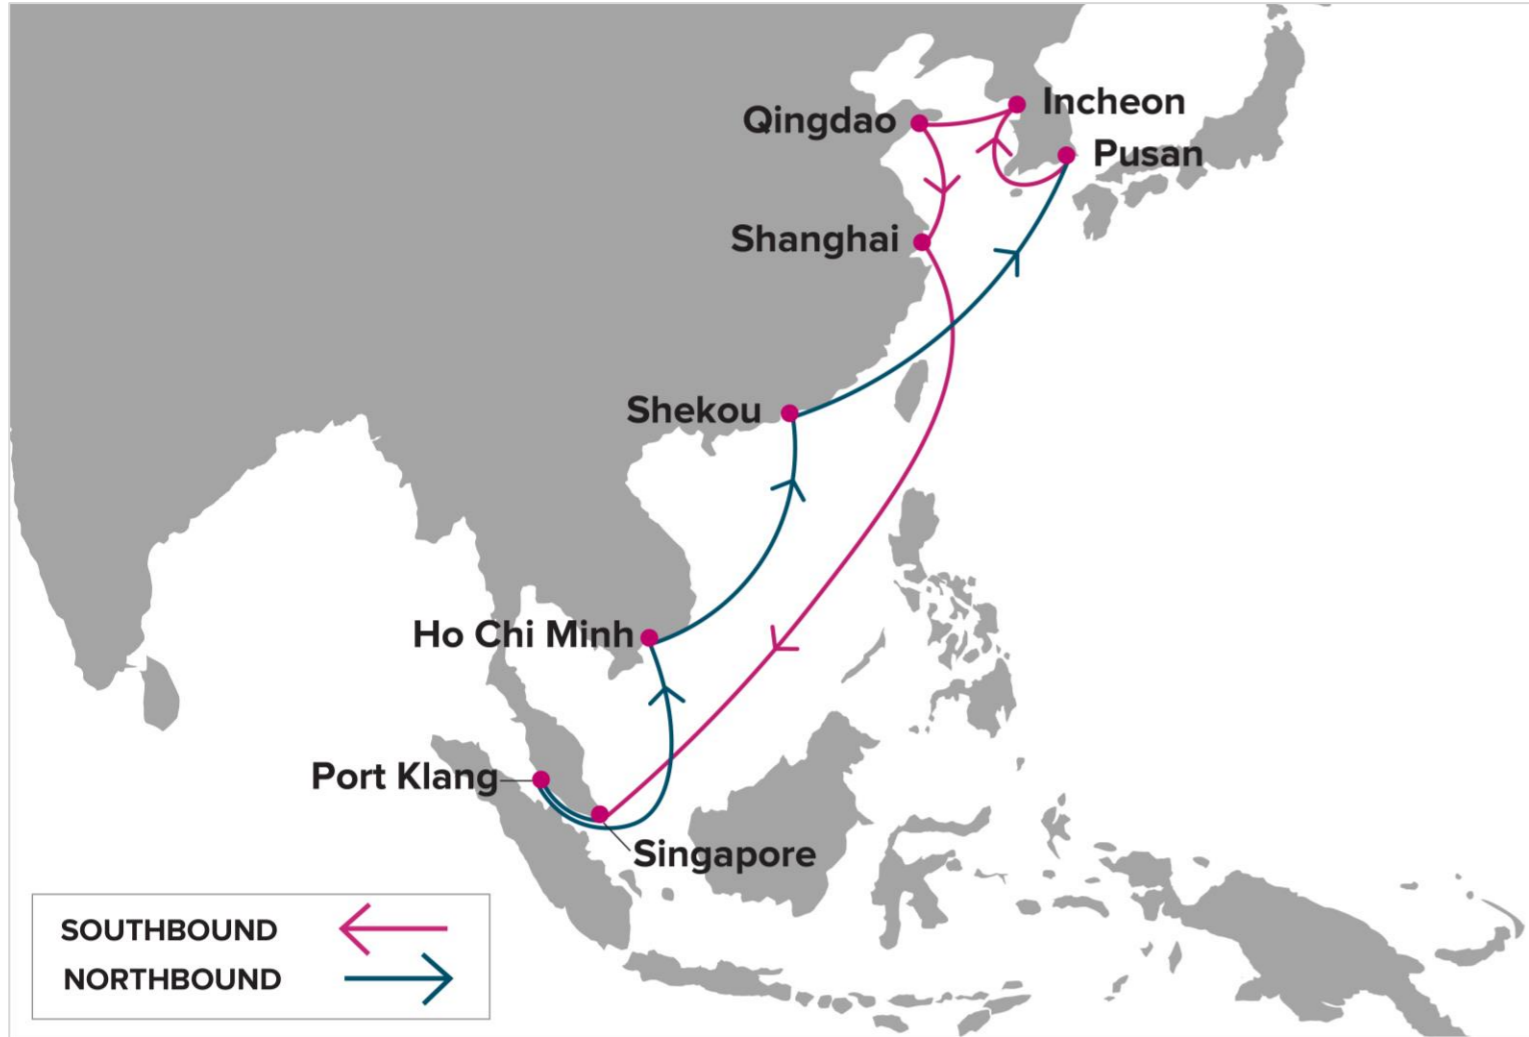 Incheon
Qingdao
Pusan
Shanghai
Shekou
Ho Chi Minh
Port Klang
Singapore
SOUTHBOUND
NORTHBOUND